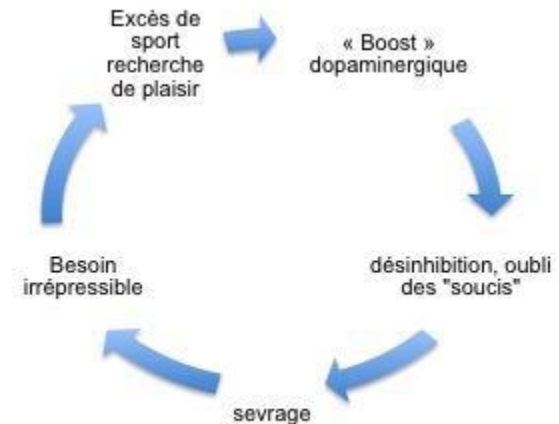 Excès de
sport
recherche
de plaisir
« Boost »
dopaminergique
désinhibition, oubli
des "soucis"
sevrage
Besoin
irrépressible